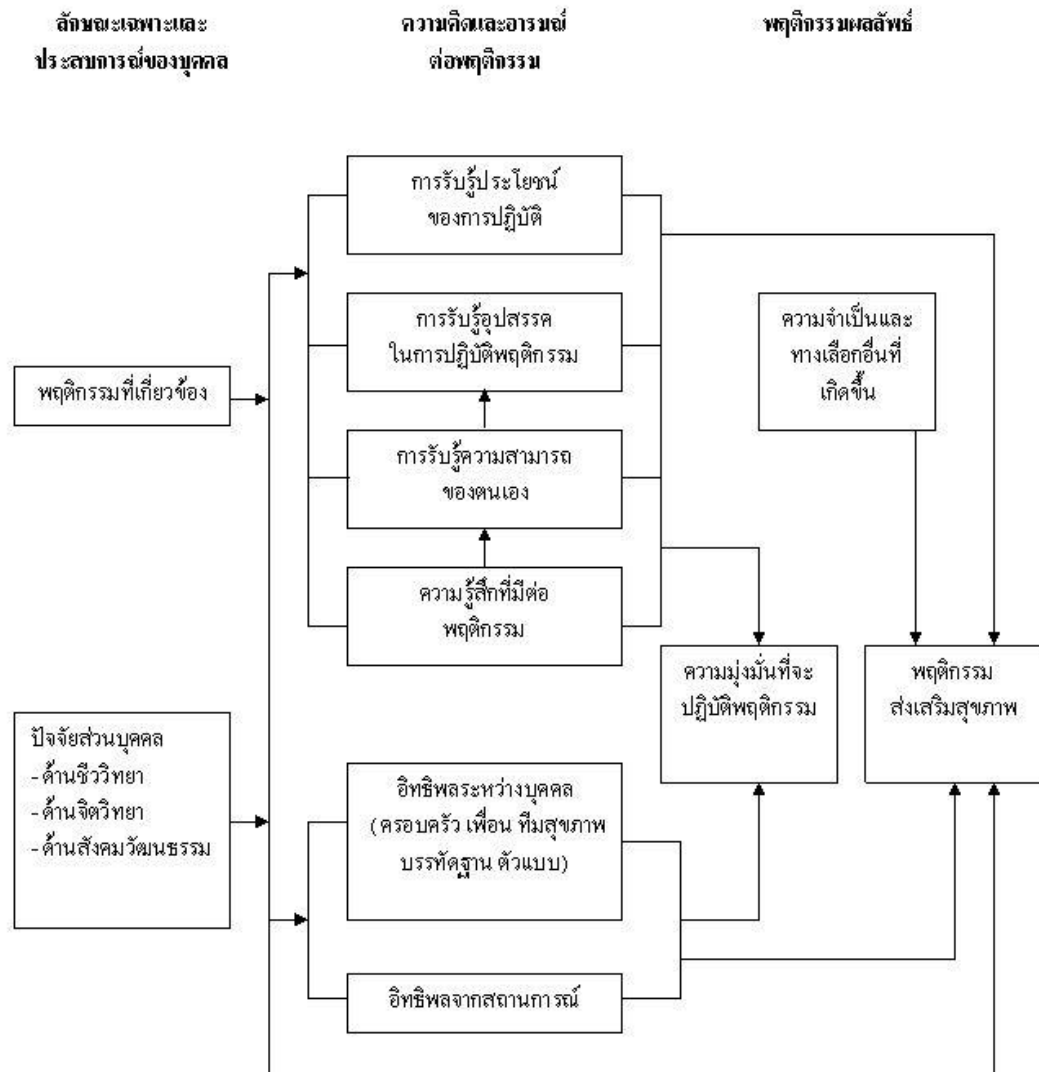 ลักษณะเฉพาะและ
ประสบการณ์ของบุคคล
ความคิดและอารมณ์
ต่อพฤติกรรม
พฤติกรรมผลลัพธ์
การรับรู้ประโยชน์
ของการปฏิบัติ
การรับรู้อุปสรรค
ในการปฏิบัติพฤติกรรม
ความจำเป็นและ
ทางเลือกอื่นที่
เกิดขึ้น
พฤติกรรมที่เกี่ยวข้อง
การรับรู้ความสามารถ
ของตนเอง
ความรู้สึกที่มีต่อ
พฤติกรรม
ความมุ่งมั่นที่จะ
ปฏิบัติพฤติกรรม
พฤติกรรม
ส่งเสริมสุขภาพ
ปัจจัยส่วนบุคคล
-ด้านชีววิทยา
-ด้านจิตวิทยา
-ด้านสังคมวัฒนธรรม
อิทธิพลระหว่างบุคคล
(ครอบครัว เพื่อน ทีมสุขภาพ
บรรทัดฐาน ตัวแบบ)
อิทธิพลจากสถานการณ์